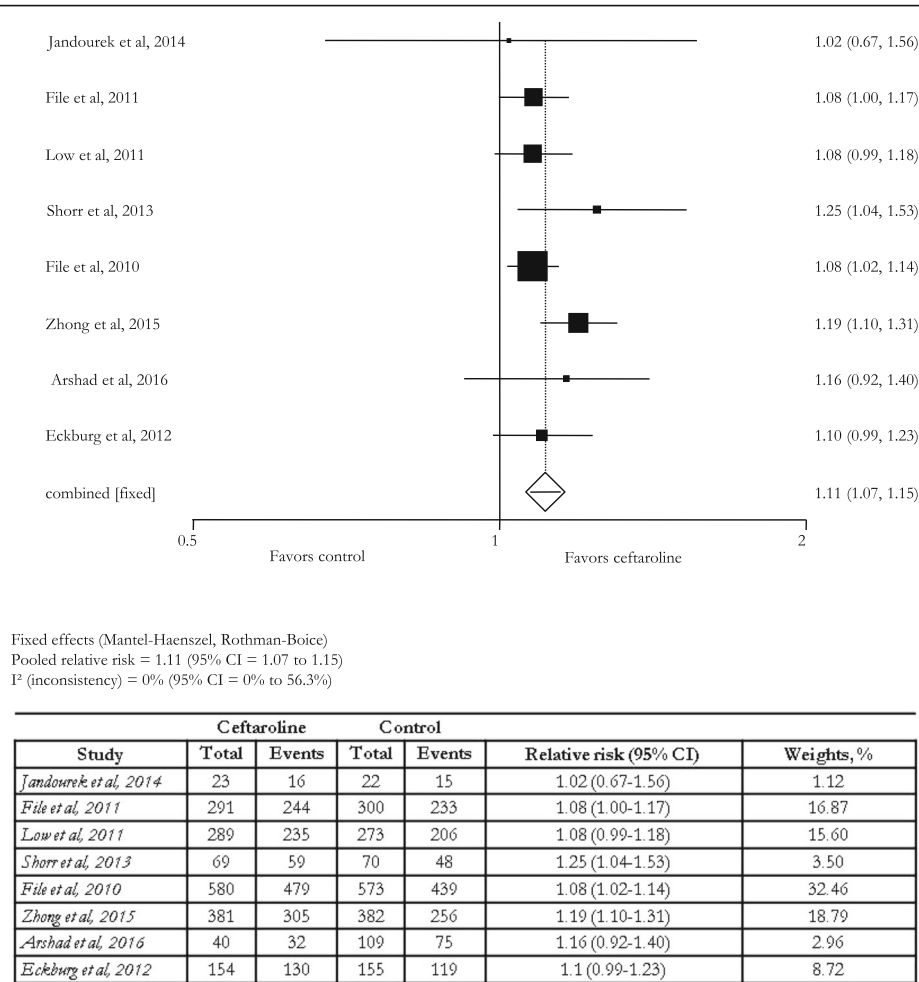 Jandourek et al, 2014 1.02 (0.67, 1.56)
File et al, 2011 1.08 (1.00, 1.17)
Low et al, 2011 1.08 (0.99, 1.18)
Shorr et al, 2013 1.25 (1.04, 1.53)
File et al, 2010 1.08 (1.02, 1.14)
Zhong et al, 2015 1.19 (1.10, 1.31)
Arshad et al, 2016 1.16 (0.92, 1.40)
Eckburg et al, 2012 1.10 (0.99, 1.23)
combined [fixed] 1.11 (1.07, 1.15)
0.5 1 2
Favors control Favors ceftaroline
Fixed effects (Mantel-Haenszel, Rothman-Boice)
Pooled relative risk = 1.11 (95% CI = 1.07 to 1.15)
I² (inconsistency) = 0% (95% CI = 0% to 56.3%)
Ceftaroline Control
Study Total Events Total Events Relative risk (95% CI) Weights, %
Jandourek et al, 2014 23 16 22 15 1.02 (0.67-1.56) 1.12
File et al, 2011 291 244 300 233 1.08 (1.00-1.17) 16.87
Low et al, 2011 289 235 273 206 1.08 (0.99-1.18) 15.60
Shorr et al, 2013 69 59 70 48 1.25 (1.04-1.53) 3.50
File et al, 2010 580 479 573 439 1.08 (1.02-1.14) 32.46
Zhong et al, 2015 381 305 382 256 1.19 (1.10-1.31) 18.79
Arshad et al, 2016 40 32 109 75 1.16 (0.92-1.40) 2.96
Eckburg et al, 2012 154 130 155 119 1.1 (0.99-1.23) 8.72